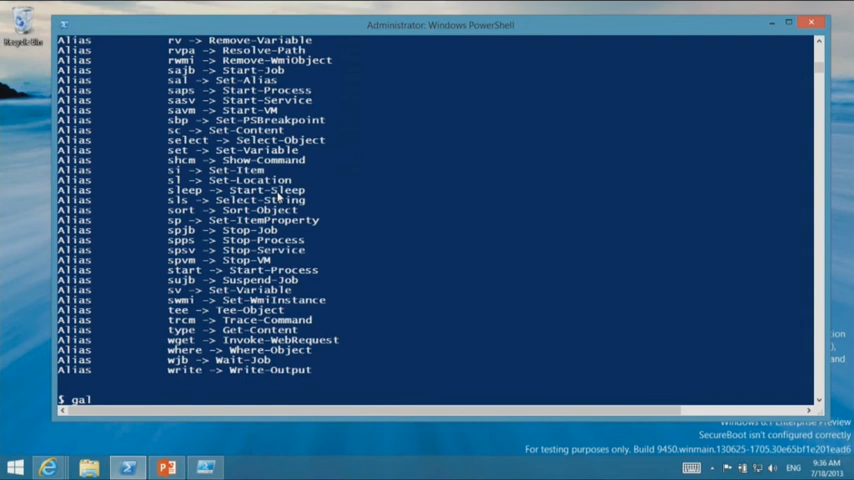 Recycle Bin
Administrator: Windows PowerShell
Alias rv -> Remove-Variable
Alias rvpa -> Resolve-Path
Alias rwmi -> Remove-WmiObject
Alias sajb -> Start-Job
Alias sal -> Set-Alias
Alias saps -> Start-Process
Alias sasv -> Start-Service
Alias savm -> Start-VM
Alias sbp -> Set-PSBreakpoint
Alias sc -> Set-Content
Alias select -> Select-Object
Alias set -> Set-Variable
Alias shcm -> Show-Command
Alias si -> Set-Item
Alias sl -> Set-Location
Alias sleep -> Start-Sleep
Alias sls -> Select-String
Alias sort -> Sort-Object
Alias sp -> Set-ItemProperty
Alias spjb -> Stop-Job
Alias spps -> Stop-Process
Alias spsv -> Stop-Service
Alias spvm -> Stop-VM
Alias start -> Start-Process
Alias sujb -> Suspend-Job
Alias sv -> Set-Variable
Alias swmi -> Set-WmiInstance
Alias tee -> Tee-Object
Alias trcm -> Trace-Command
Alias type -> Get-Content
Alias wget -> Invoke-WebRequest
Alias where -> Where-Object
Alias wjb -> Wait-Job
Alias write -> Write-Output
$ gal
Windows 8.1 Enterprise Preview
SecureBoot isn't configured correctly
For testing purposes only. Build 9450.winmain.130625-1705.30e65bf1e201ead6
ENG
9:36 AM
7/18/2013